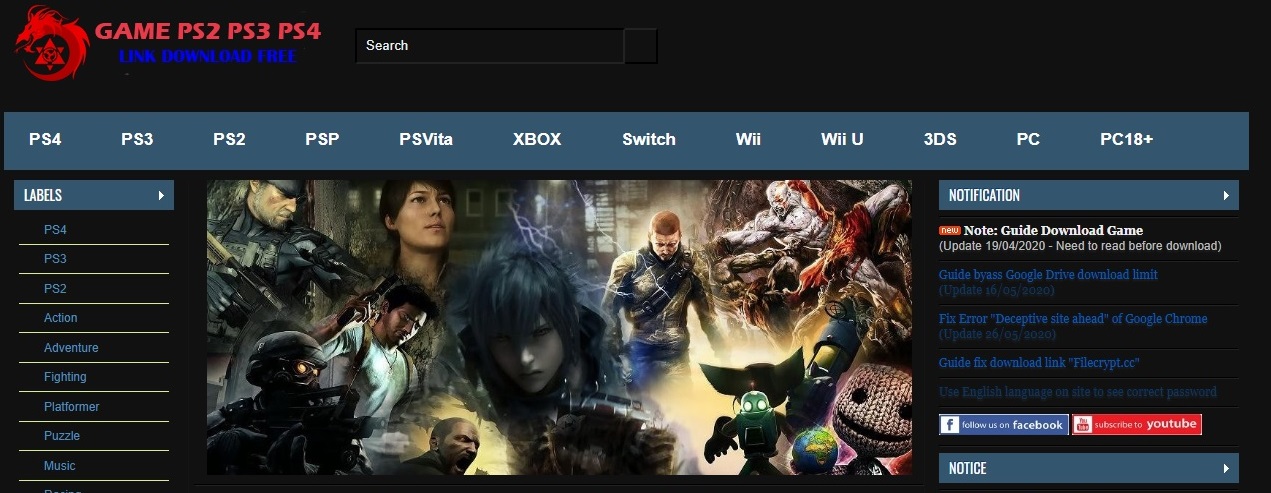 GAME PS2 PS3 PS4
LINK DOWNLOAD FREE
Search
PS4 PS3 PS2 PSP PSVita XBOX Switch Wii Wii U 3DS PC PC18+
LABELS
PS4
PS3
PS2
Action
Adventure
Fighting
Platformer
Puzzle
Music
Racing
NOTIFICATION
new Note: Guide Download Game
(Update 19/04/2020 - Need to read before download)
Guide byass Google Drive download limit
(Update 16/05/2020)
Fix Error "Deceptive site ahead" of Google Chrome
(Update 26/05/2020)
Guide fix download link "Filecrypt.cc"
Use English language on site to see correct password
follow us on facebook
You Tube subscribe to youtube
NOTICE